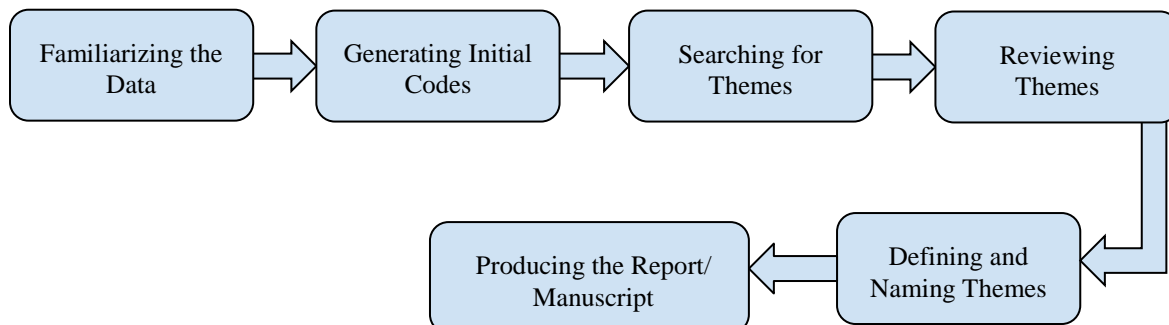 Familiarizing the
Data
Generating Initial
Codes
Searching for
Themes
Reviewing
Themes
Defining and
Naming Themes
Producing the Report/
Manuscript